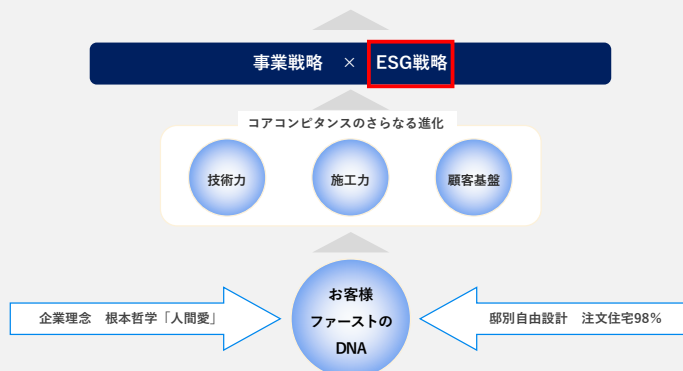 事業戦略 × ESG戦略
コアコンピタンスのさらなる進化
技術力 施工力 顧客基盤
お客様
ファーストの
DNA
企業理念 根本哲学「人間愛」
邸別自由設計 注文住宅98%